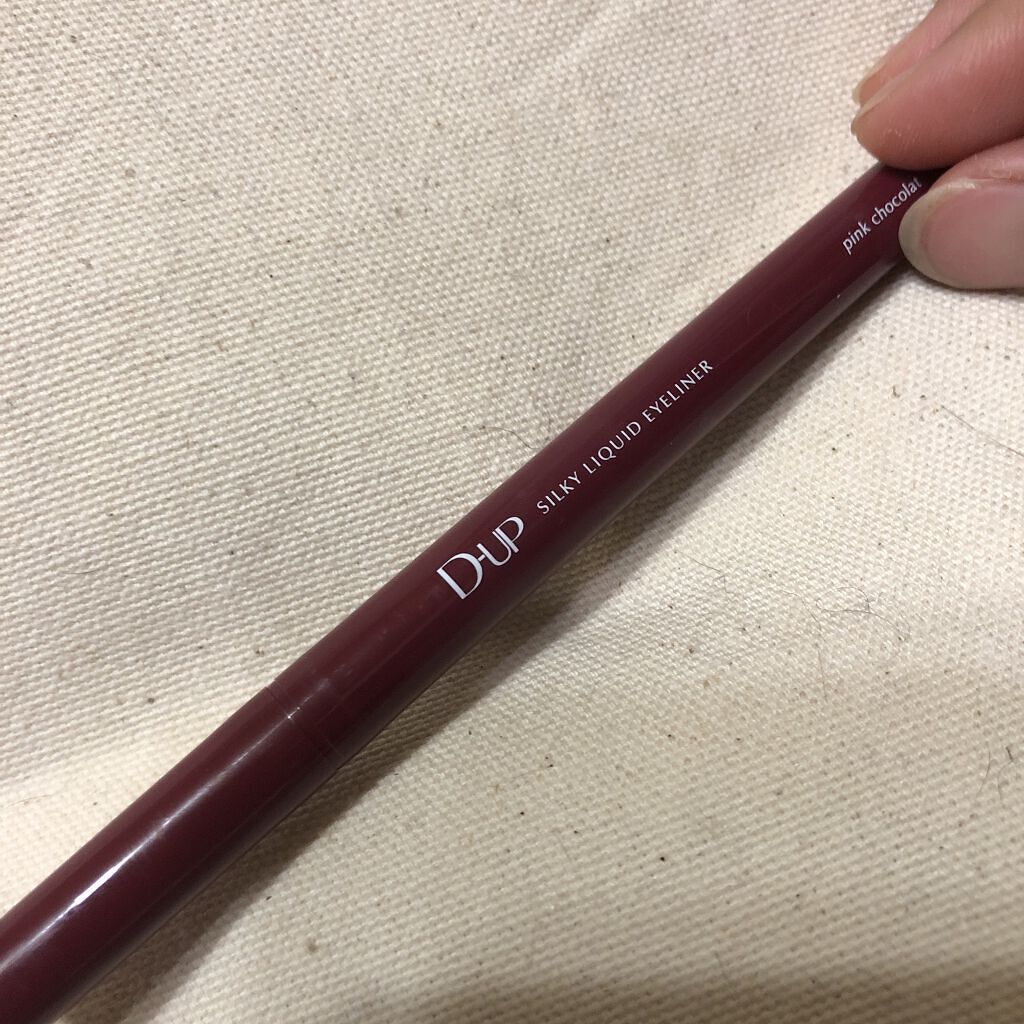 D-UP SILKY LIQUID EYELINER
pink chocolat